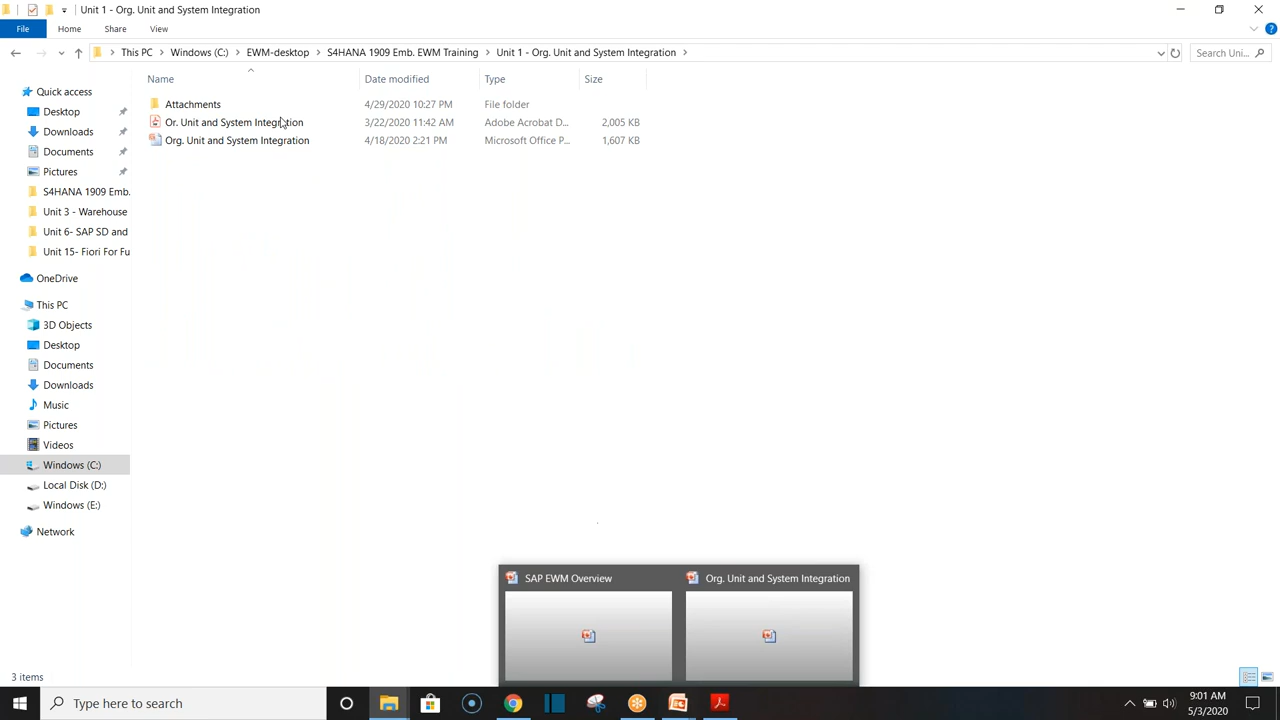 Unit 1 - Org. Unit and System Integration
File Home Share View
This PC Windows (C:) EWM-desktop S4HANA 1909 Emb. EWM Training Unit 1 - Org. Unit and System Integration
Search Uni...
Name Date modified Type Size
Attachments 4/29/2020 10:27 PM File folder
Or. Unit and System Integration 3/22/2020 11:42 AM Adobe Acrobat D... 2,005 KB
Org. Unit and System Integration 4/18/2020 2:21 PM Microsoft Office P... 1,607 KB
Quick access
Desktop
Downloads
Documents
Pictures
S4HANA 1909 Emb.
Unit 3 - Warehouse
Unit 6- SAP SD and
Unit 15- Fiori For Fu
OneDrive
This PC
3D Objects
Desktop
Documents
Downloads
Music
Pictures
Videos
Windows (C:)
Local Disk (D:)
Windows (E:)
Network
SAP EWM Overview
Org. Unit and System Integration
3 items
Type here to search
9:01 AM
5/3/2020